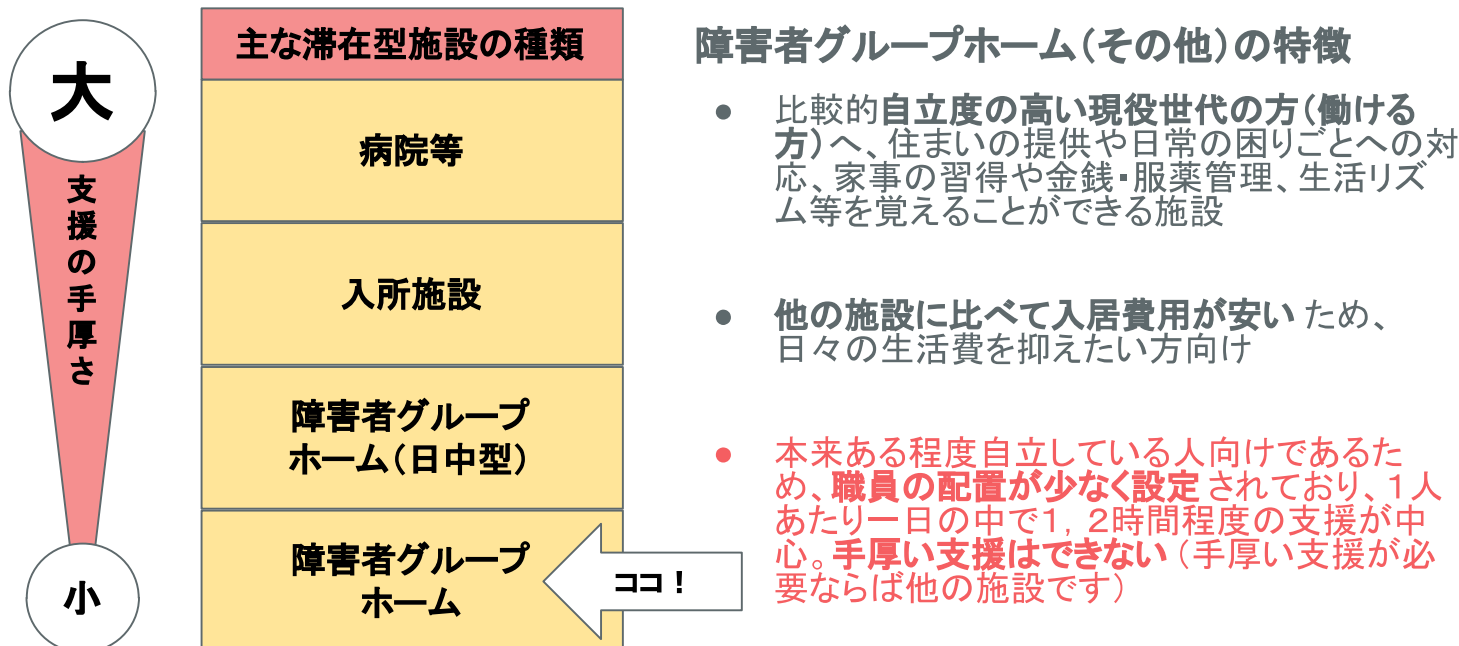 大
支援の手厚さ
小
主な滞在型施設の種類
病院等
入所施設
障害者グループ
ホーム(日中型)
障害者グループ
ホーム
ココ！
障害者グループホーム(その他)の特徴
● 比較的自立度の高い現役世代の方(働ける
方)へ、住まいの提供や日常の困りごとへの対
応、家事の習得や金銭・服薬管理、生活リズ
ム等を覚えることができる施設
● 他の施設に比べて入居費用が安い ため、
日々の生活費を抑えたい方向け
● 本来ある程度自立している人向けであるた
め、職員の配置が少なく設定 されており、１人
あたり一日の中で１，２時間程度の支援が中
心。手厚い支援はできない (手厚い支援が必
要ならば他の施設です)